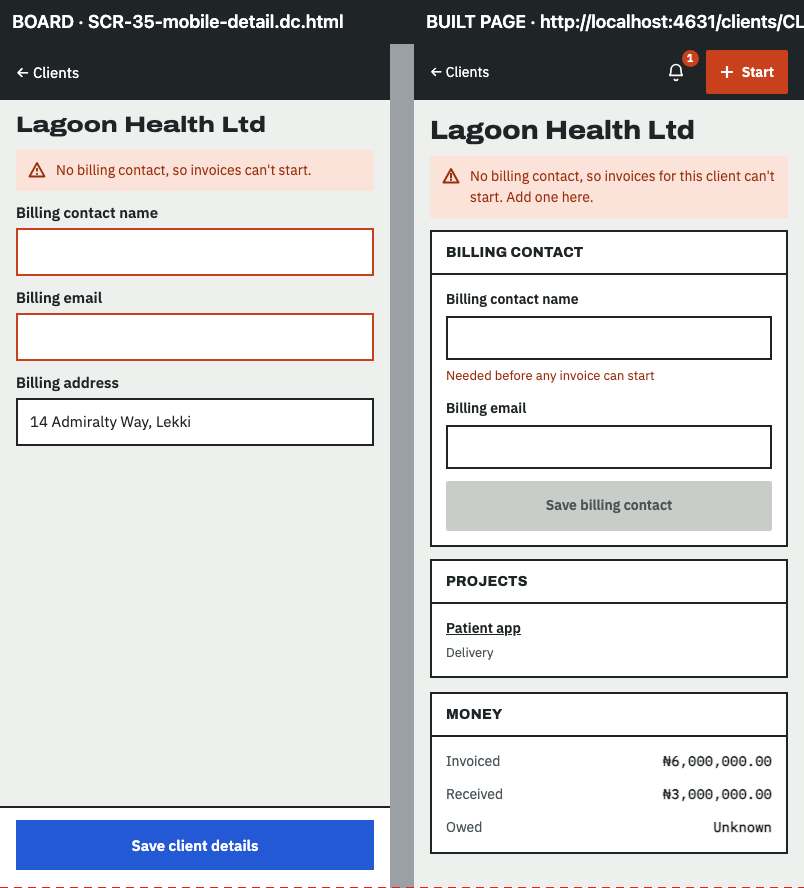 BOARD · SCR-35-mobile-detail.dc.html
← Clients
Lagoon Health Ltd
No billing contact, so invoices can't start.
Billing contact name
Billing email
Billing address
14 Admiralty Way, Lekki
Save client details
BUILT PAGE · http://localhost:4631/clients/CL
← Clients
1
+ Start
Lagoon Health Ltd
No billing contact, so invoices for this client can't
start. Add one here.
BILLING CONTACT
Billing contact name
Needed before any invoice can start
Billing email
Save billing contact
PROJECTS
Patient app
Delivery
MONEY
Invoiced ₦6,000,000.00
Received ₦3,000,000.00
Owed Unknown